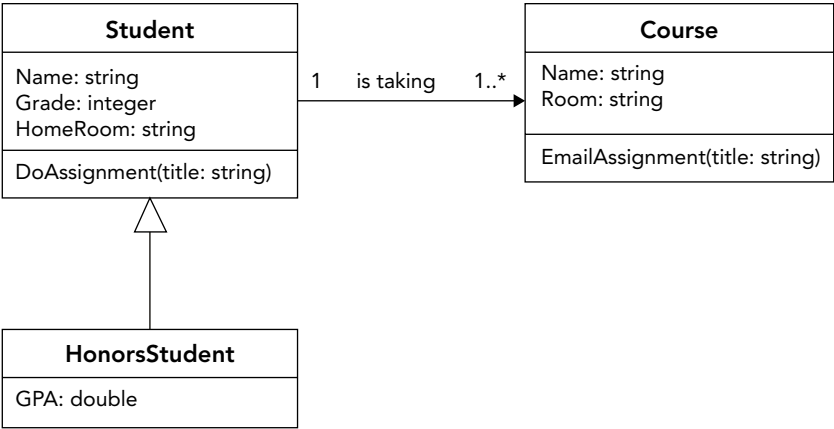 Student
Name: string
Grade: integer
HomeRoom: string
DoAssignment(title: string)
1 is taking 1..*
Course
Name: string
Room: string
EmailAssignment(title: string)
HonorsStudent
GPA: double